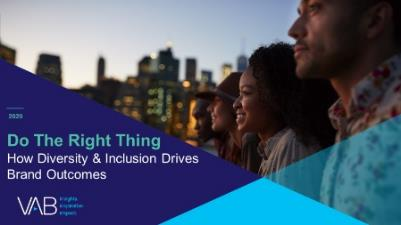 2020
Do The Right Thing
How Diversity & Inclusion Drives
Brand Outcomes
VAB
insights
inspiration
impact